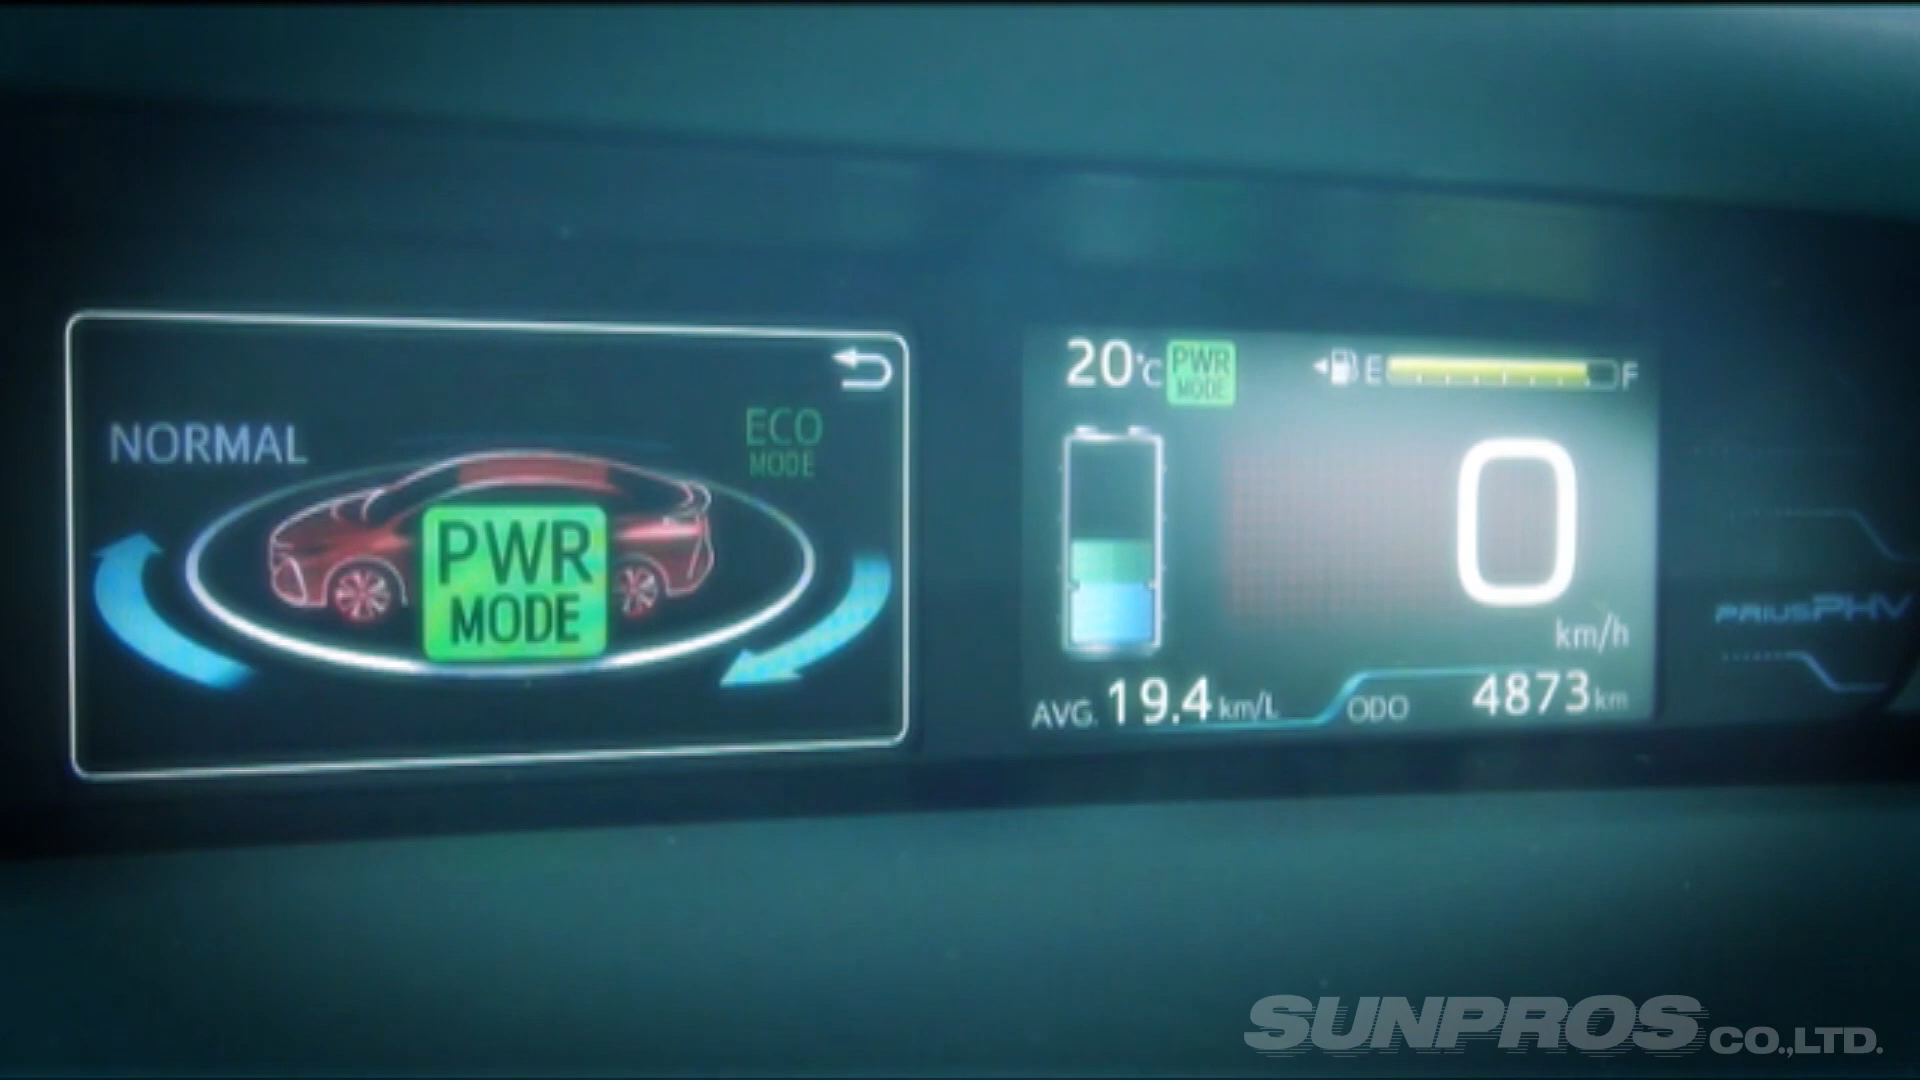 NORMAL
ECO
MODE
PWR
MODE
20°C
PWR
MODE
E
F
0
km/h
AVG. 19.4 km/L
ODO 4873 km
PRIUS PHV
SUNPROS CO.,LTD.